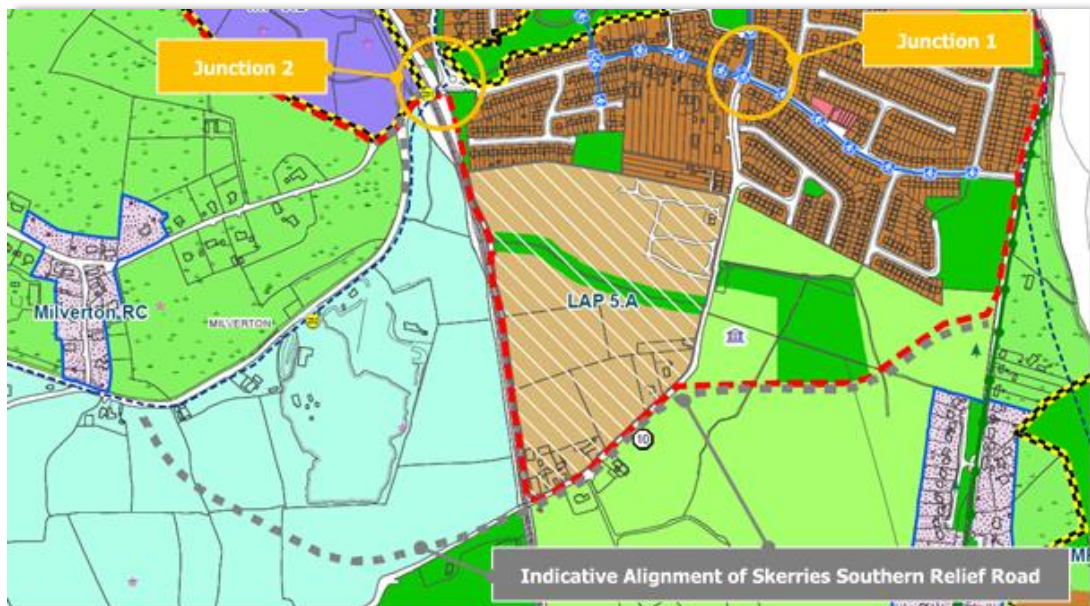 Junction 2
Junction 1
LAP 5.A
Milverton RC
MILVERTON
10
Indicative Alignment of Skerries Southern Relief Road